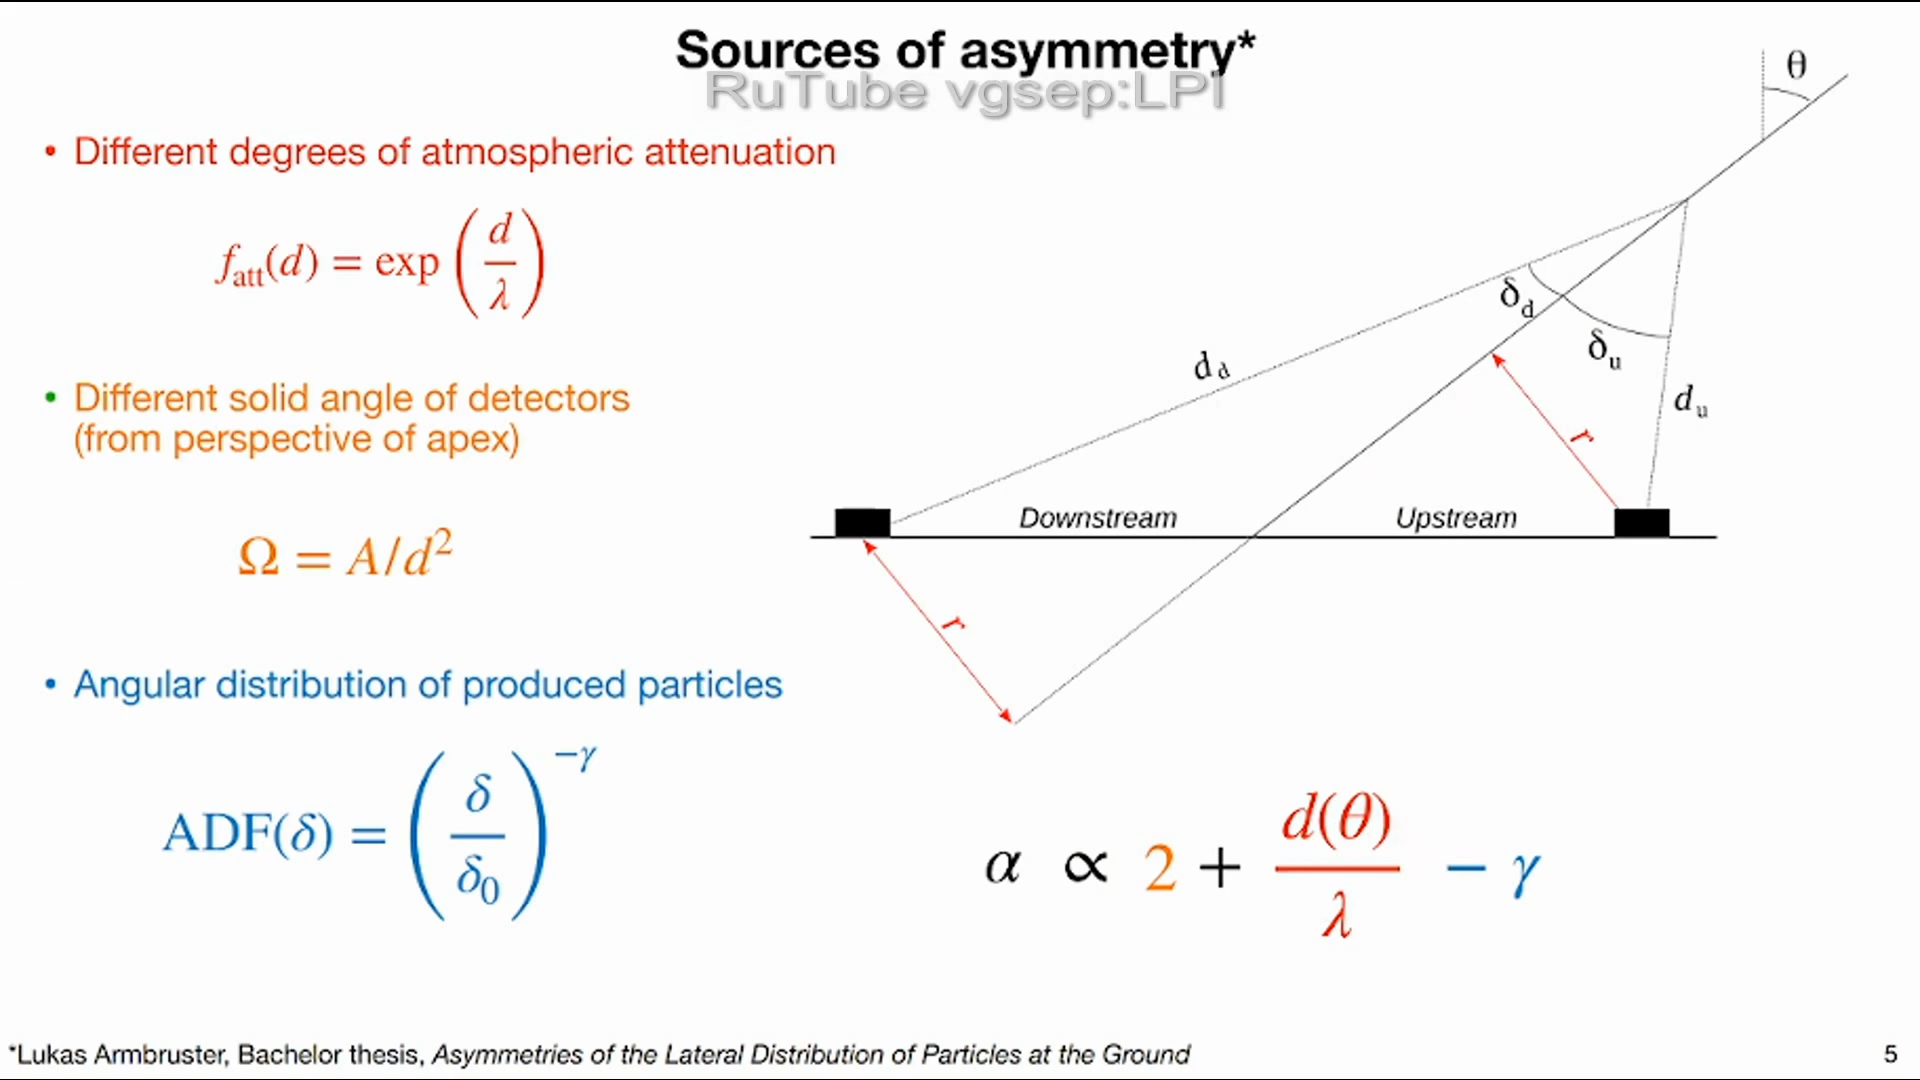 Sources of asymmetry*
RuTube vgsep:LPI
θ
• Different degrees of atmospheric attenuation
f_att(d) = exp(d/λ)
δ_d
δ_u
d_d
d_u
r
• Different solid angle of detectors
(from perspective of apex)
Downstream
Upstream
Ω = A/d²
r
• Angular distribution of produced particles
ADF(δ) = (δ/δ₀)^−γ
α ∝ 2 + d(θ)/λ − γ
*Lukas Armbruster, Bachelor thesis, Asymmetries of the Lateral Distribution of Particles at the Ground
5